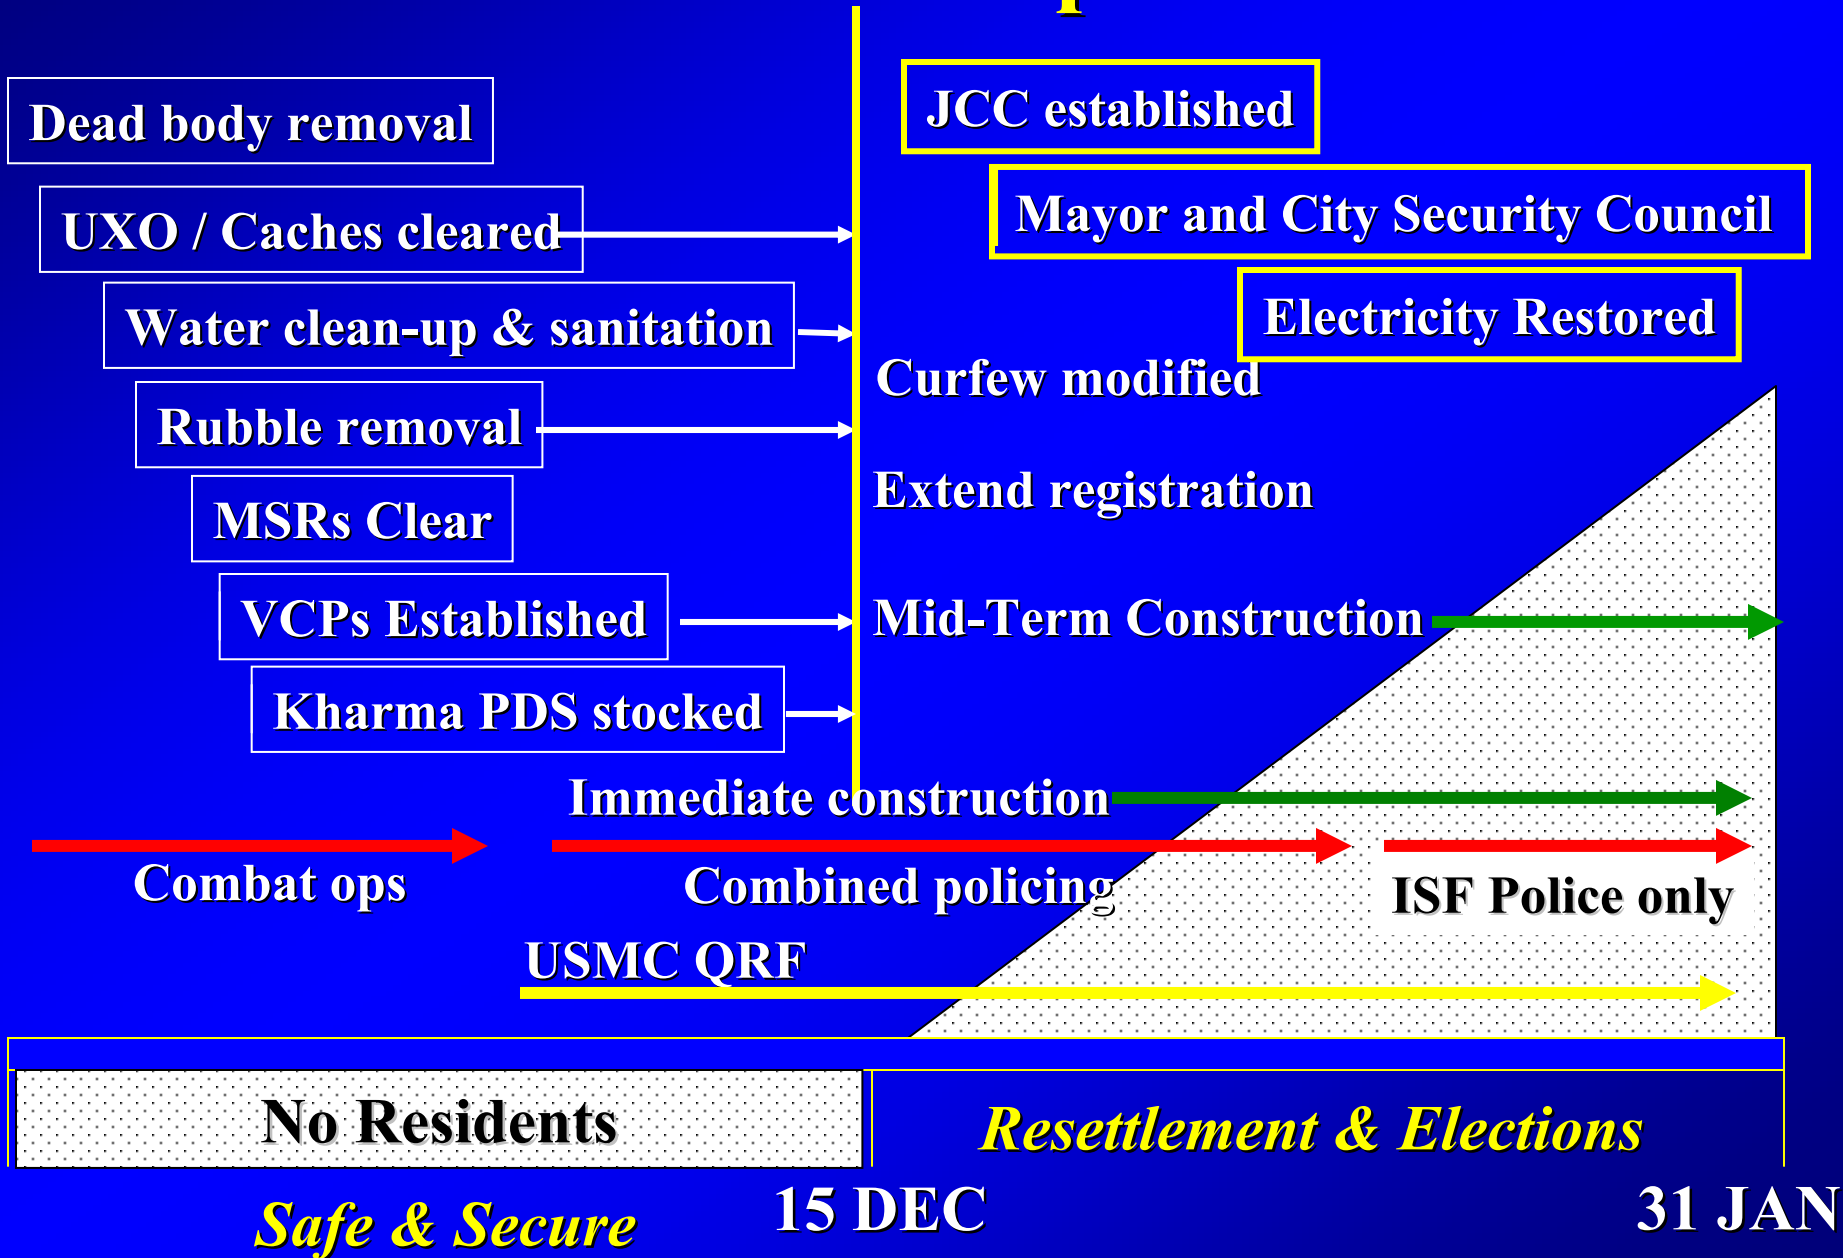 Dead body removal
UXO / Caches cleared
Water clean-up & sanitation
Rubble removal
MSRs Clear
VCPs Established
Kharma PDS stocked
JCC established
Mayor and City Security Council
Electricity Restored
Curfew modified
Extend registration
Mid-Term Construction
Immediate construction
Combat ops
Combined policing
ISF Police only
USMC QRF
No Residents
Resettlement & Elections
Safe & Secure
15 DEC
31 JAN